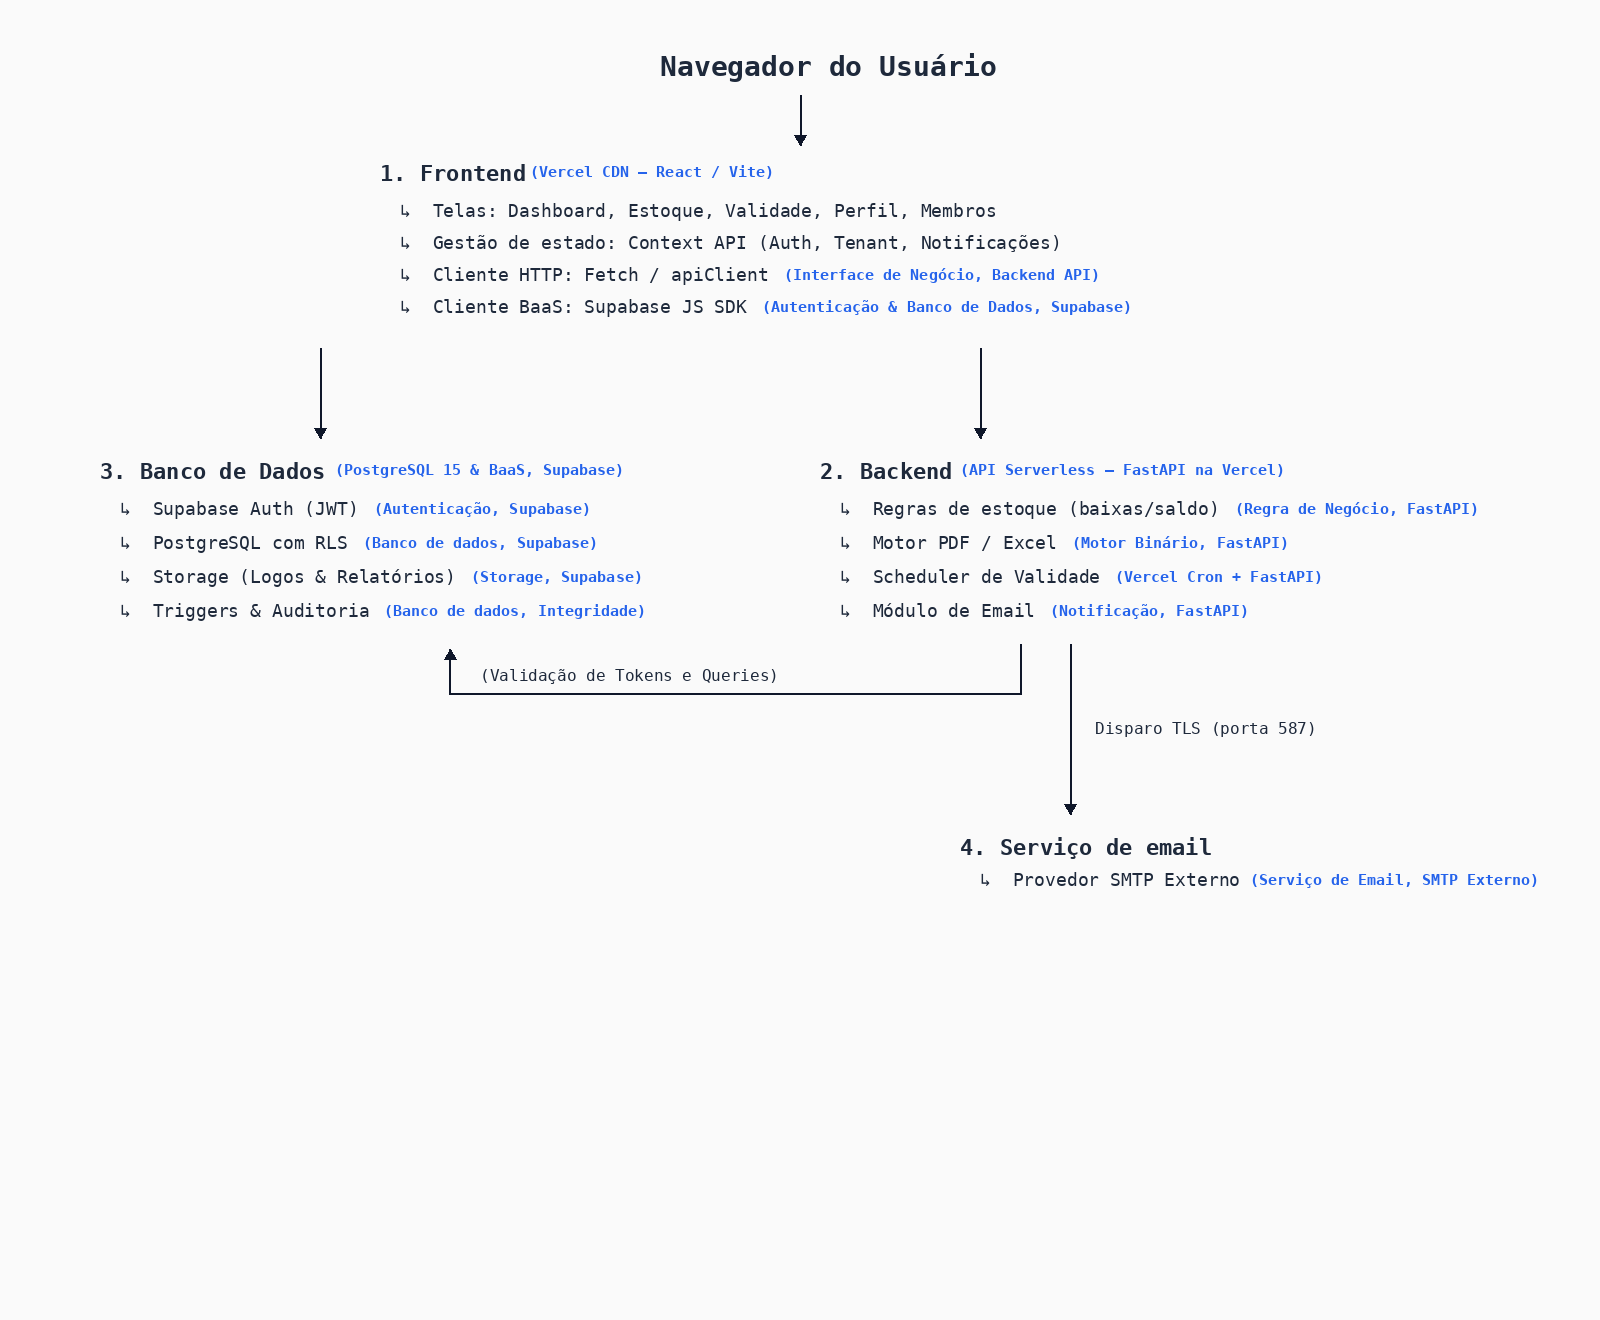 Navegador do Usuário
1. Frontend (Vercel CDN — React / Vite)
↳ Telas: Dashboard, Estoque, Validade, Perfil, Membros
↳ Gestão de estado: Context API (Auth, Tenant, Notificações)
↳ Cliente HTTP: Fetch / apiClient (Interface de Negócio, Backend API)
↳ Cliente BaaS: Supabase JS SDK (Autenticação & Banco de Dados, Supabase)
3. Banco de Dados (PostgreSQL 15 & BaaS, Supabase)
↳ Supabase Auth (JWT) (Autenticação, Supabase)
↳ PostgreSQL com RLS (Banco de dados, Supabase)
↳ Storage (Logos & Relatórios) (Storage, Supabase)
↳ Triggers & Auditoria (Banco de dados, Integridade)
2. Backend (API Serverless — FastAPI na Vercel)
↳ Regras de estoque (baixas/saldo) (Regra de Negócio, FastAPI)
↳ Motor PDF / Excel (Motor Binário, FastAPI)
↳ Scheduler de Validade (Vercel Cron + FastAPI)
↳ Módulo de Email (Notificação, FastAPI)
(Validação de Tokens e Queries)
Disparo TLS (porta 587)
4. Serviço de email
↳ Provedor SMTP Externo (Serviço de Email, SMTP Externo)